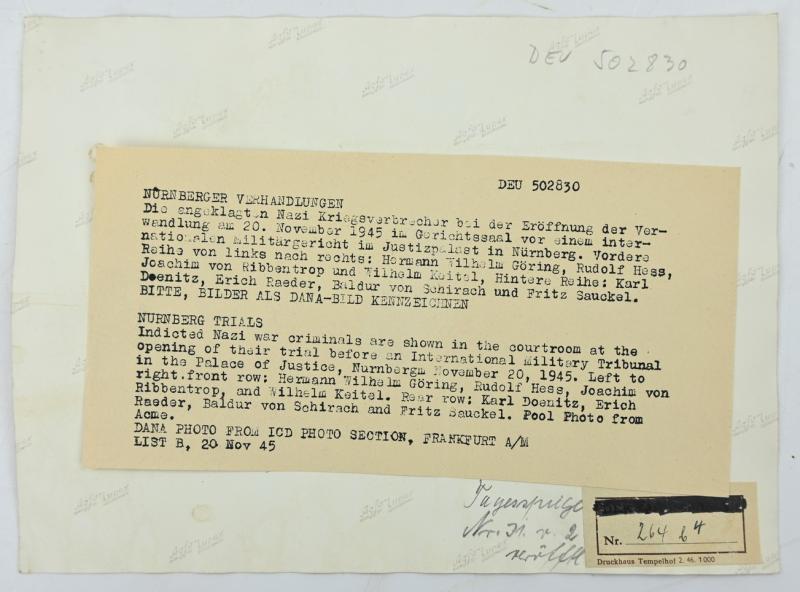 DEU 502830
DEU 502830
NÜRNBERGER VERHANDLUNGEN
Die angeklagten Nazi Kriegsverbrecher bei der Eröffnung der Ver-
wandlung am 20. November 1945 im Gerichtssaal vor einem inter-
nationalen Militärgericht im Justizpalast in Nürnberg. Vordere
Reihe von links nach rechts: Hermann Wilhelm Göring, Rudolf Hess,
Joachim von Ribbentrop und Wilhelm Keitel, Hintere Reihe: Karl
Doenitz, Erich Raeder, Baldur von Schirach und Fritz Sauckel.
BITTE, BILDER ALS DANA-BILD KENNZEICHNEN
NURNBERG TRIALS
Indicted Nazi war criminals are shown in the courtroom at the
opening of their trial before an International Military Tribunal
in the Palace of Justice, Nurnbergm November 20, 1945. Left to
right.front row: Hermann Wilhelm Göring, Rudolf Hess, Joachim von
Ribbentrop, and Wilhelm Keitel. Rear row: Karl Doenitz, Erich
Raeder, Baldur von Schirach and Fritz Sauckel. Pool Photo from
Acme.
DANA PHOTO FROM ICD PHOTO SECTION, FRANKFURT A/M
LIST B, 20 Nov 45
Tagesspiege
Nr. 31 v. 2
veröff
Nr. 264 64
Druckhaus Tempelhof 2. 46. 1000